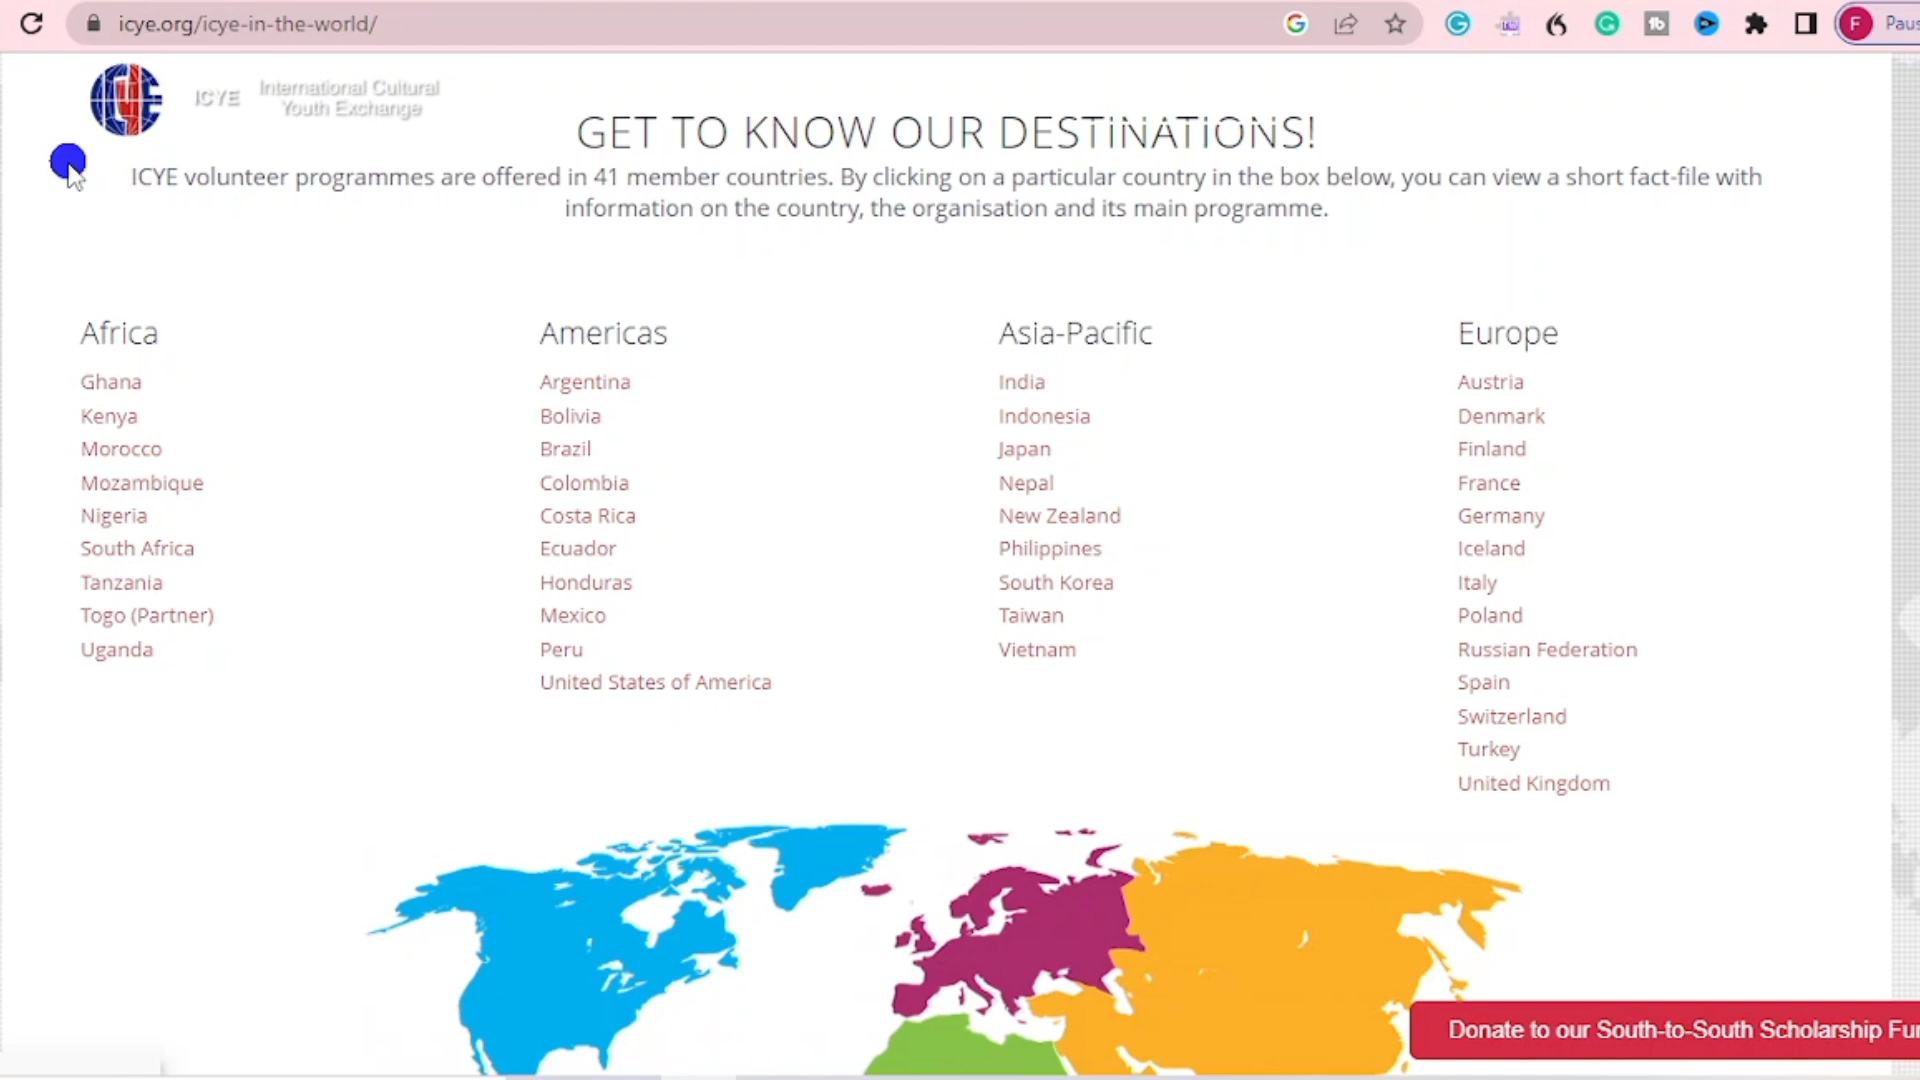 icye.org/icye-in-the-world/
F
ICYE International Cultural
Youth Exchange
GET TO KNOW OUR DESTINATIONS!
ICYE volunteer programmes are offered in 41 member countries. By clicking on a particular country in the box below, you can view a short fact-file with
information on the country, the organisation and its main programme.
Africa
Ghana
Kenya
Morocco
Mozambique
Nigeria
South Africa
Tanzania
Togo (Partner)
Uganda
Americas
Argentina
Bolivia
Brazil
Colombia
Costa Rica
Ecuador
Honduras
Mexico
Peru
United States of America
Asia-Pacific
India
Indonesia
Japan
Nepal
New Zealand
Philippines
South Korea
Taiwan
Vietnam
Europe
Austria
Denmark
Finland
France
Germany
Iceland
Italy
Poland
Russian Federation
Spain
Switzerland
Turkey
United Kingdom
Donate to our South-to-South Scholarship